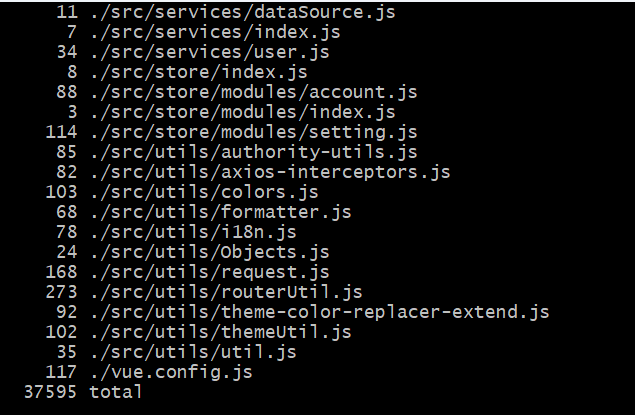 11 ./src/services/dataSource.js
7 ./src/services/index.js
34 ./src/services/user.js
8 ./src/store/index.js
88 ./src/store/modules/account.js
3 ./src/store/modules/index.js
114 ./src/store/modules/setting.js
85 ./src/utils/authority-utils.js
82 ./src/utils/axios-interceptors.js
103 ./src/utils/colors.js
68 ./src/utils/formatter.js
78 ./src/utils/i18n.js
24 ./src/utils/Objects.js
168 ./src/utils/request.js
273 ./src/utils/routerUtil.js
92 ./src/utils/theme-color-replacer-extend.js
102 ./src/utils/themeUtil.js
35 ./src/utils/util.js
117 ./vue.config.js
37595 total